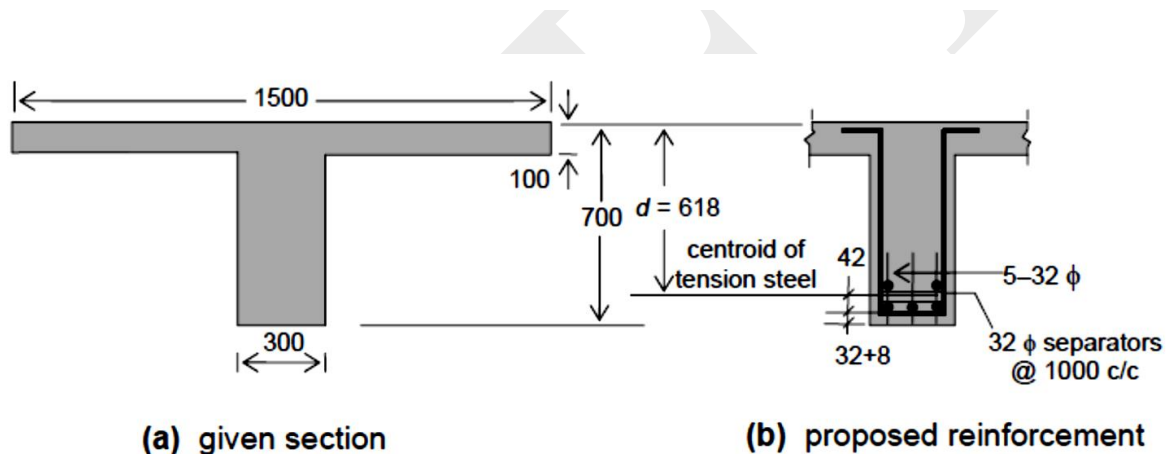 1500
100
700
d = 618
centroid of
tension steel
300
42
5–32 ϕ
32 ϕ separators
@ 1000 c/c
32+8
(a) given section
(b) proposed reinforcement